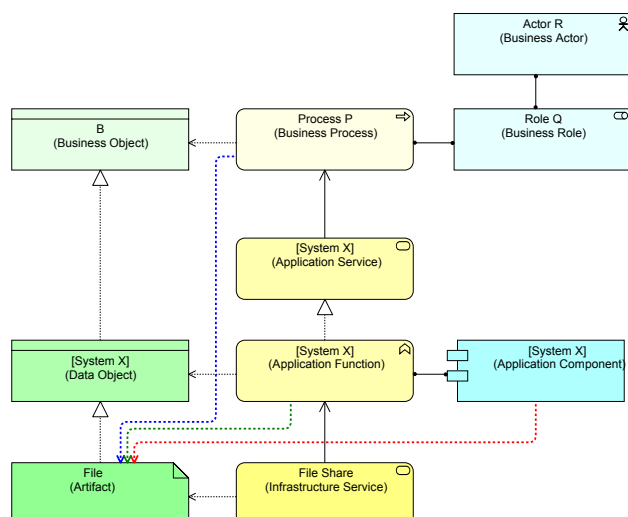 Actor R
(Business Actor)
B
(Business Object)
Process P
(Business Process)
Role Q
(Business Role)
[System X]
(Application Service)
[System X]
(Data Object)
[System X]
(Application Function)
[System X]
(Application Component)
File
(Artifact)
File Share
(Infrastructure Service)